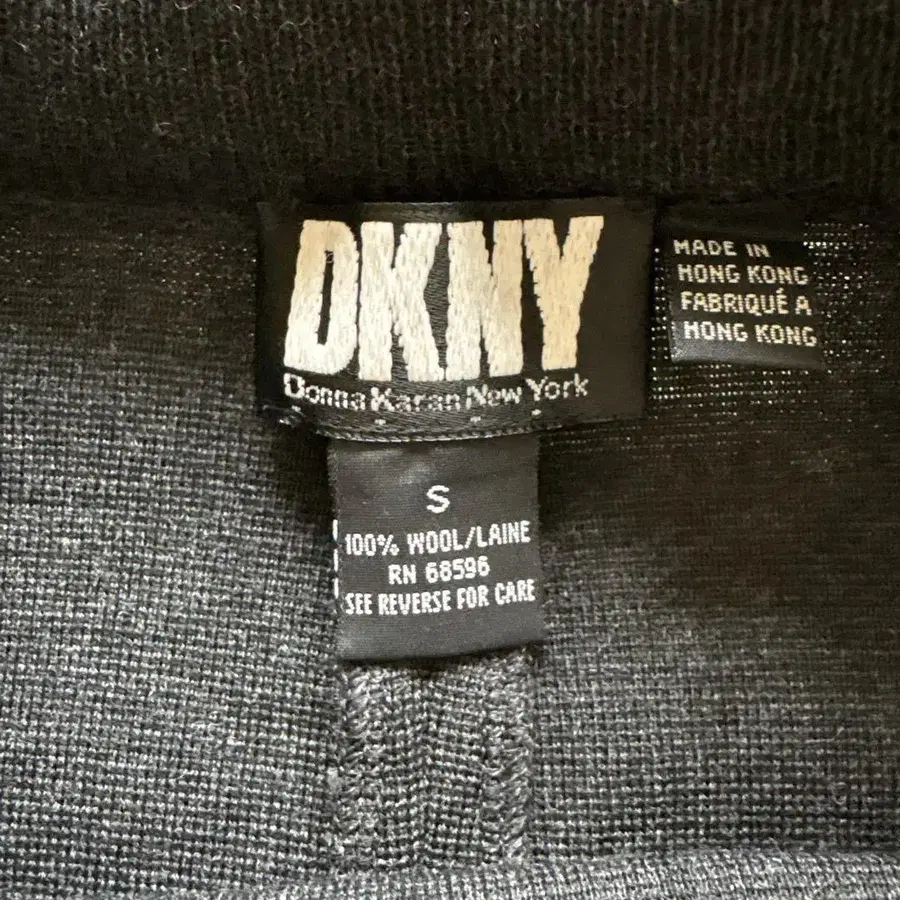 DKNY
Donna Karan New York
MADE IN
HONG KONG
FABRIQUÉ A
HONG KONG
S
100% WOOL/LAINE
RN 68596
SEE REVERSE FOR CARE